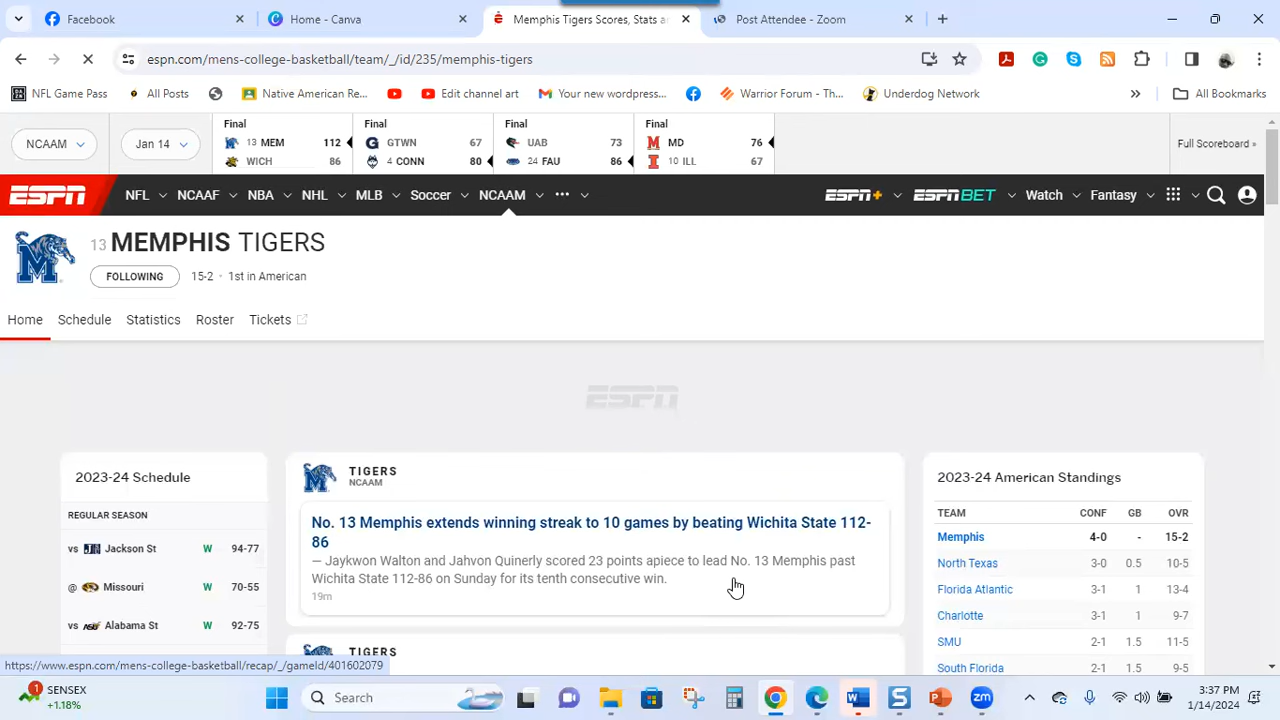 Facebook
Home - Canva
Memphis Tigers Scores, Stats a
Post Attendee - Zoom
espn.com/mens-college-basketball/team/_/id/235/memphis-tigers
NFL Game Pass
All Posts
Native American Re...
Edit channel art
Your new wordpress...
Warrior Forum - Th...
Underdog Network
»
All Bookmarks
NCAAM
Jan 14
Final
13 MEM 112
WICH 86
Final
GTWN 67
4 CONN 80
Final
UAB 73
24 FAU 86
Final
MD 76
10 ILL 67
Full Scoreboard »
ESPN NFL NCAAF NBA NHL MLB Soccer NCAAM ••• ESPN+ ESPN BET Watch Fantasy
M
13 MEMPHIS TIGERS
FOLLOWING 15-2 · 1st in American
Home Schedule Statistics Roster Tickets
ESPN
2023-24 Schedule
REGULAR SEASON
vs Jackson St W 94-77
@ Missouri W 70-55
vs Alabama St W 92-75
TIGERS
NCAAM
No. 13 Memphis extends winning streak to 10 games by beating Wichita State 112-
86
— Jaykwon Walton and Jahvon Quinerly scored 23 points apiece to lead No. 13 Memphis past
Wichita State 112-86 on Sunday for its tenth consecutive win.
19m
TIGERS
2023-24 American Standings
TEAM CONF GB OVR
Memphis 4-0 - 15-2
North Texas 3-0 0.5 10-5
Florida Atlantic 3-1 1 13-4
Charlotte 3-1 1 9-7
SMU 2-1 1.5 11-5
South Florida 2-1 1.5 9-5
https://www.espn.com/mens-college-basketball/recap/_/gameId/401602079
1
SENSEX
+1.18%
Search
3:37 PM
1/14/2024